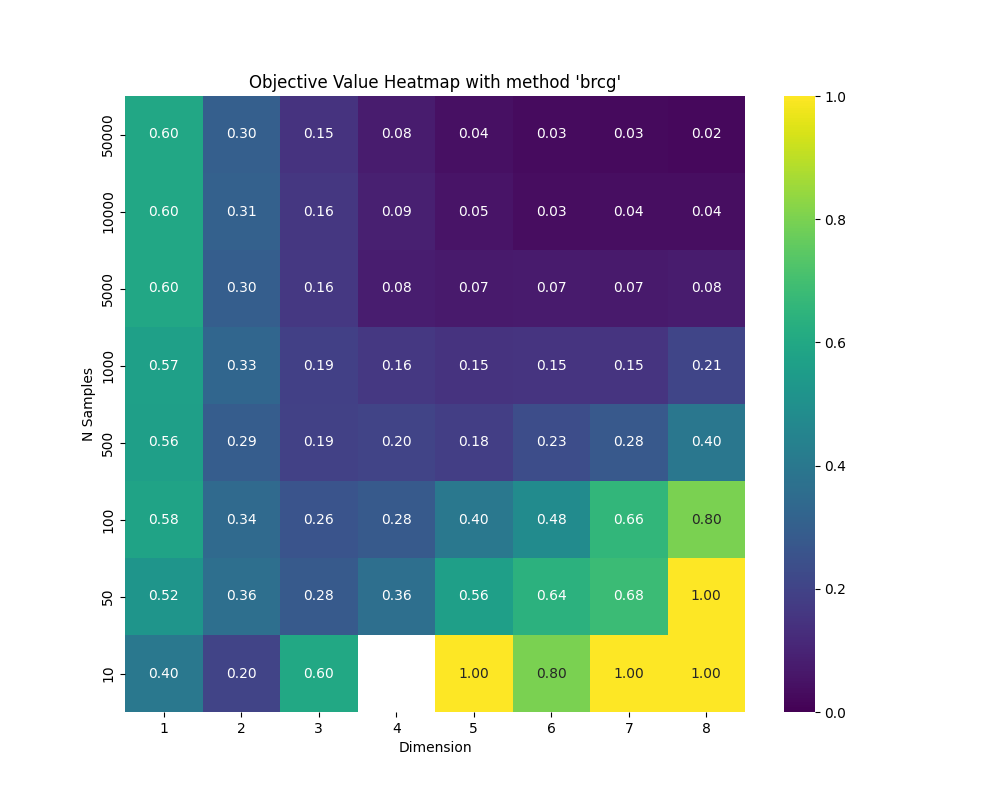 Objective Value Heatmap with method 'brcg'
50000 0.60 0.30 0.15 0.08 0.04 0.03 0.03 0.02
10000 0.60 0.31 0.16 0.09 0.05 0.03 0.04 0.04
5000 0.60 0.30 0.16 0.08 0.07 0.07 0.07 0.08
1000 0.57 0.33 0.19 0.16 0.15 0.15 0.15 0.21
500 0.56 0.29 0.19 0.20 0.18 0.23 0.28 0.40
100 0.58 0.34 0.26 0.28 0.40 0.48 0.66 0.80
50 0.52 0.36 0.28 0.36 0.56 0.64 0.68 1.00
10 0.40 0.20 0.60 1.00 0.80 1.00 1.00
1 2 3 4 5 6 7 8
Dimension
N Samples
1.0
0.8
0.6
0.4
0.2
0.0